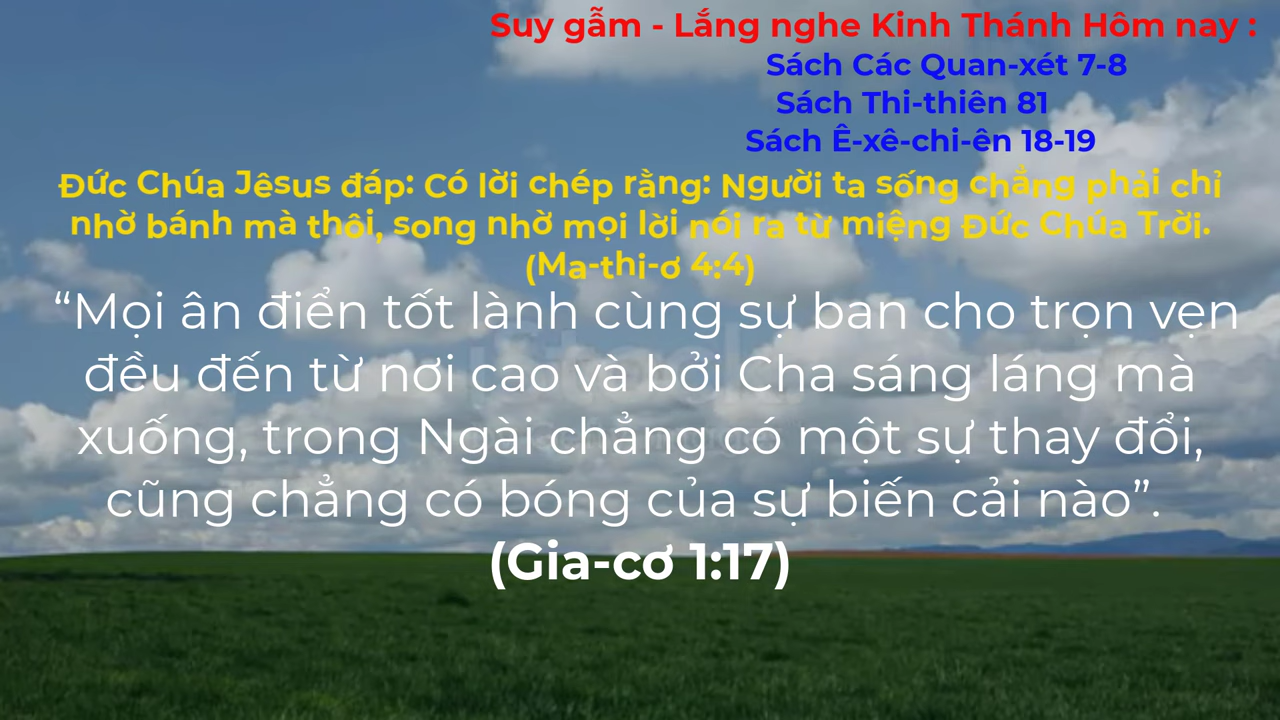 Suy gẫm - Lắng nghe Kinh Thánh Hôm nay :
Sách Các Quan-xét 7-8
Sách Thi-thiên 81
Sách Ê-xê-chi-ên 18-19
Đức Chúa Jêsus đáp: Có lời chép rằng: Người ta sống chẳng phải chỉ
nhờ bánh mà thôi, song nhờ mọi lời nói ra từ miệng Đức Chúa Trời.
(Ma-thi-ơ 4:4)
“Mọi ân điển tốt lành cùng sự ban cho trọn vẹn
đều đến từ nơi cao và bởi Cha sáng láng mà
xuống, trong Ngài chẳng có một sự thay đổi,
cũng chẳng có bóng của sự biến cải nào”.
(Gia-cơ 1:17)